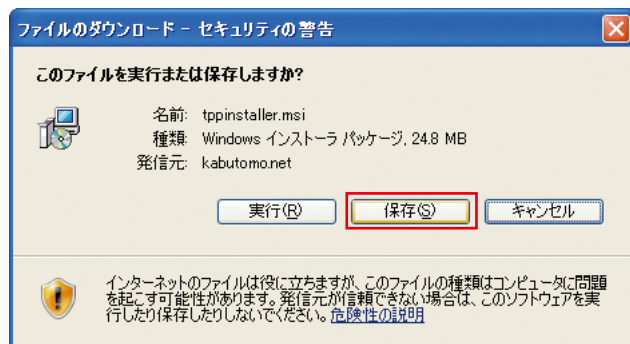 ファイルのダウンロード - セキュリティの警告
このファイルを実行または保存しますか?
名前: tppinstaller.msi
種類: Windows インストーラ パッケージ, 24.8 MB
発信元: kabutomo.net
実行(R) 保存(S) キャンセル
インターネットのファイルは役に立ちますが、このファイルの種類はコンピュータに問題
を起こす可能性があります。発信元が信頼できない場合は、このソフトウェアを実
行したり保存したりしないでください。危険性の説明